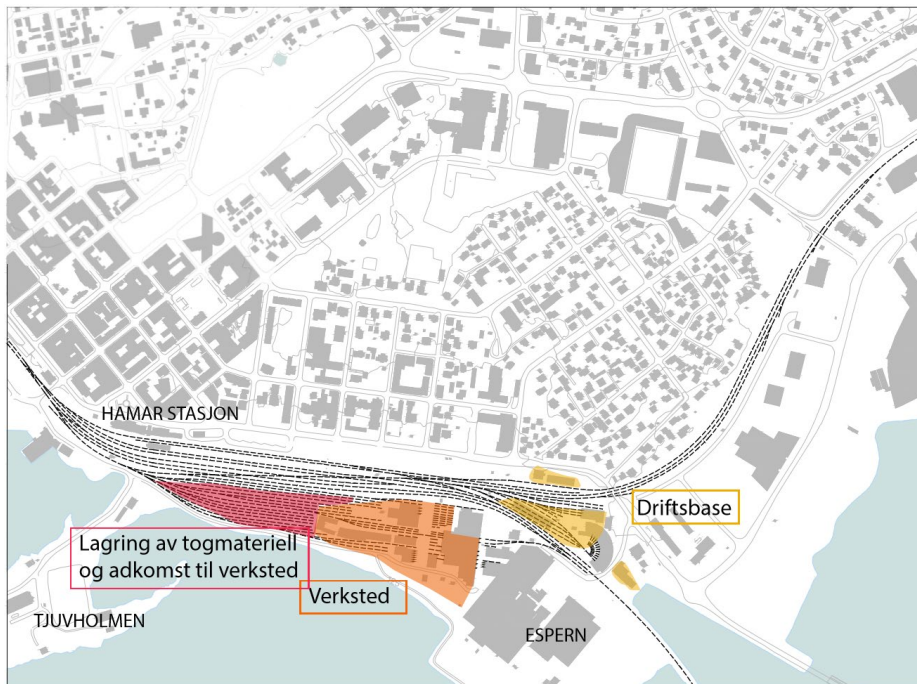 HAMAR STASJON
Driftsbase
Lagring av togmateriell
og adkomst til verksted
Verksted
TJUVHOLMEN
ESPERN